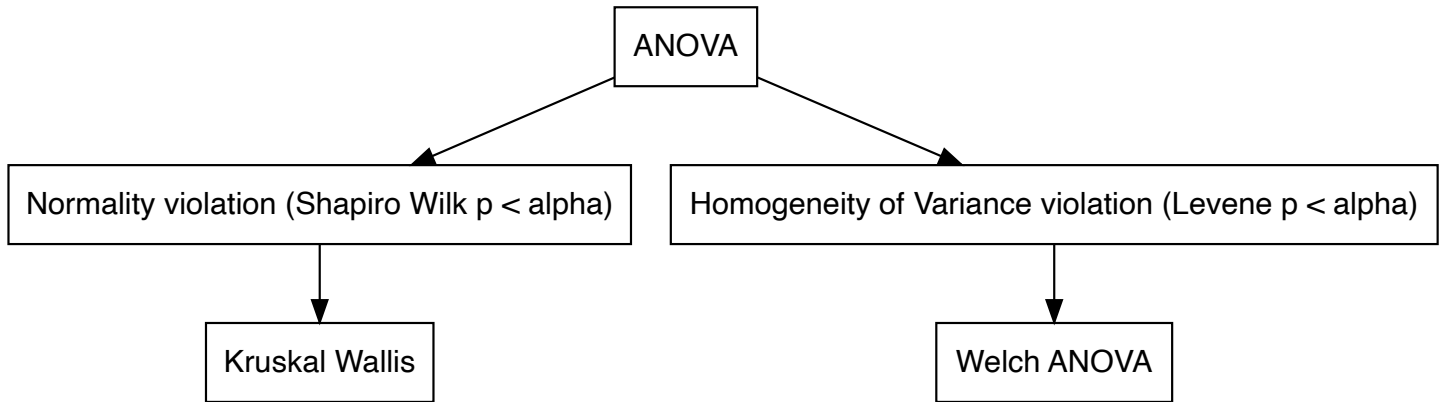 ANOVA
Normality violation (Shapiro Wilk p < alpha)
Homogeneity of Variance violation (Levene p < alpha)
Kruskal Wallis
Welch ANOVA